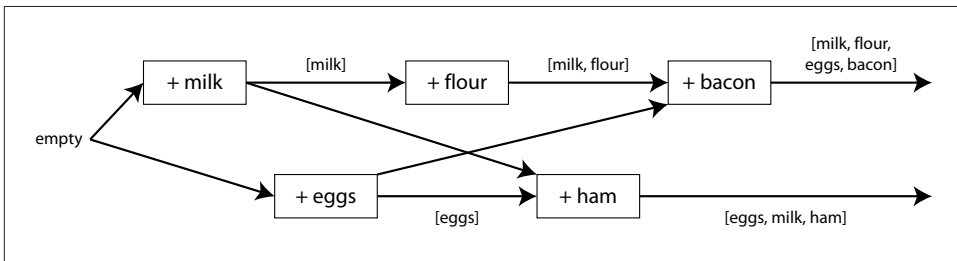 [milk, flour,
eggs, bacon]
[milk]
[milk, flour]
+ milk
+ flour
+ bacon
empty
+ eggs
+ ham
[eggs]
[eggs, milk, ham]